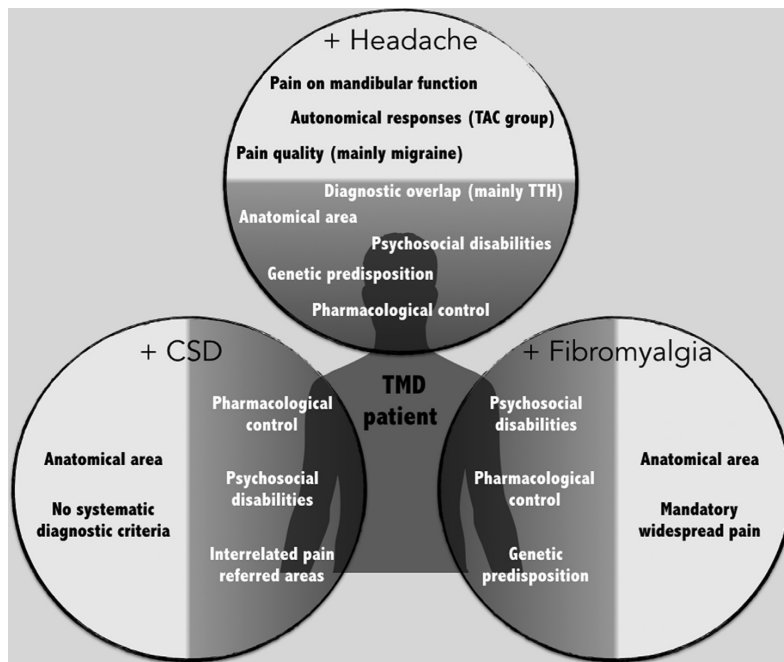 + Headache
Pain on mandibular function
Autonomical responses (TAC group)
Pain quality (mainly migraine)
Diagnostic overlap (mainly TTH)
Anatomical area
Psychosocial disabilities
Genetic predisposition
Pharmacological control
+ CSD
Pharmacological
control
Anatomical area
Psychosocial
disabilities
No systematic
diagnostic criteria
Interrelated pain
referred areas
TMD
patient
+ Fibromyalgia
Psychosocial
disabilities
Anatomical area
Pharmacological
control
Mandatory
widespread pain
Genetic
predisposition